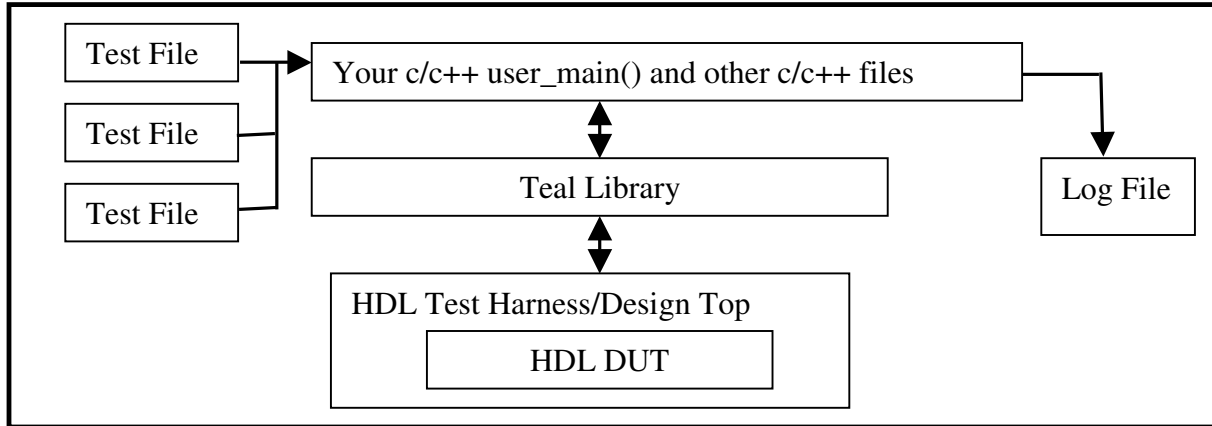 Test File
Test File
Test File
Your c/c++ user_main() and other c/c++ files
Teal Library
Log File
HDL Test Harness/Design Top
HDL DUT